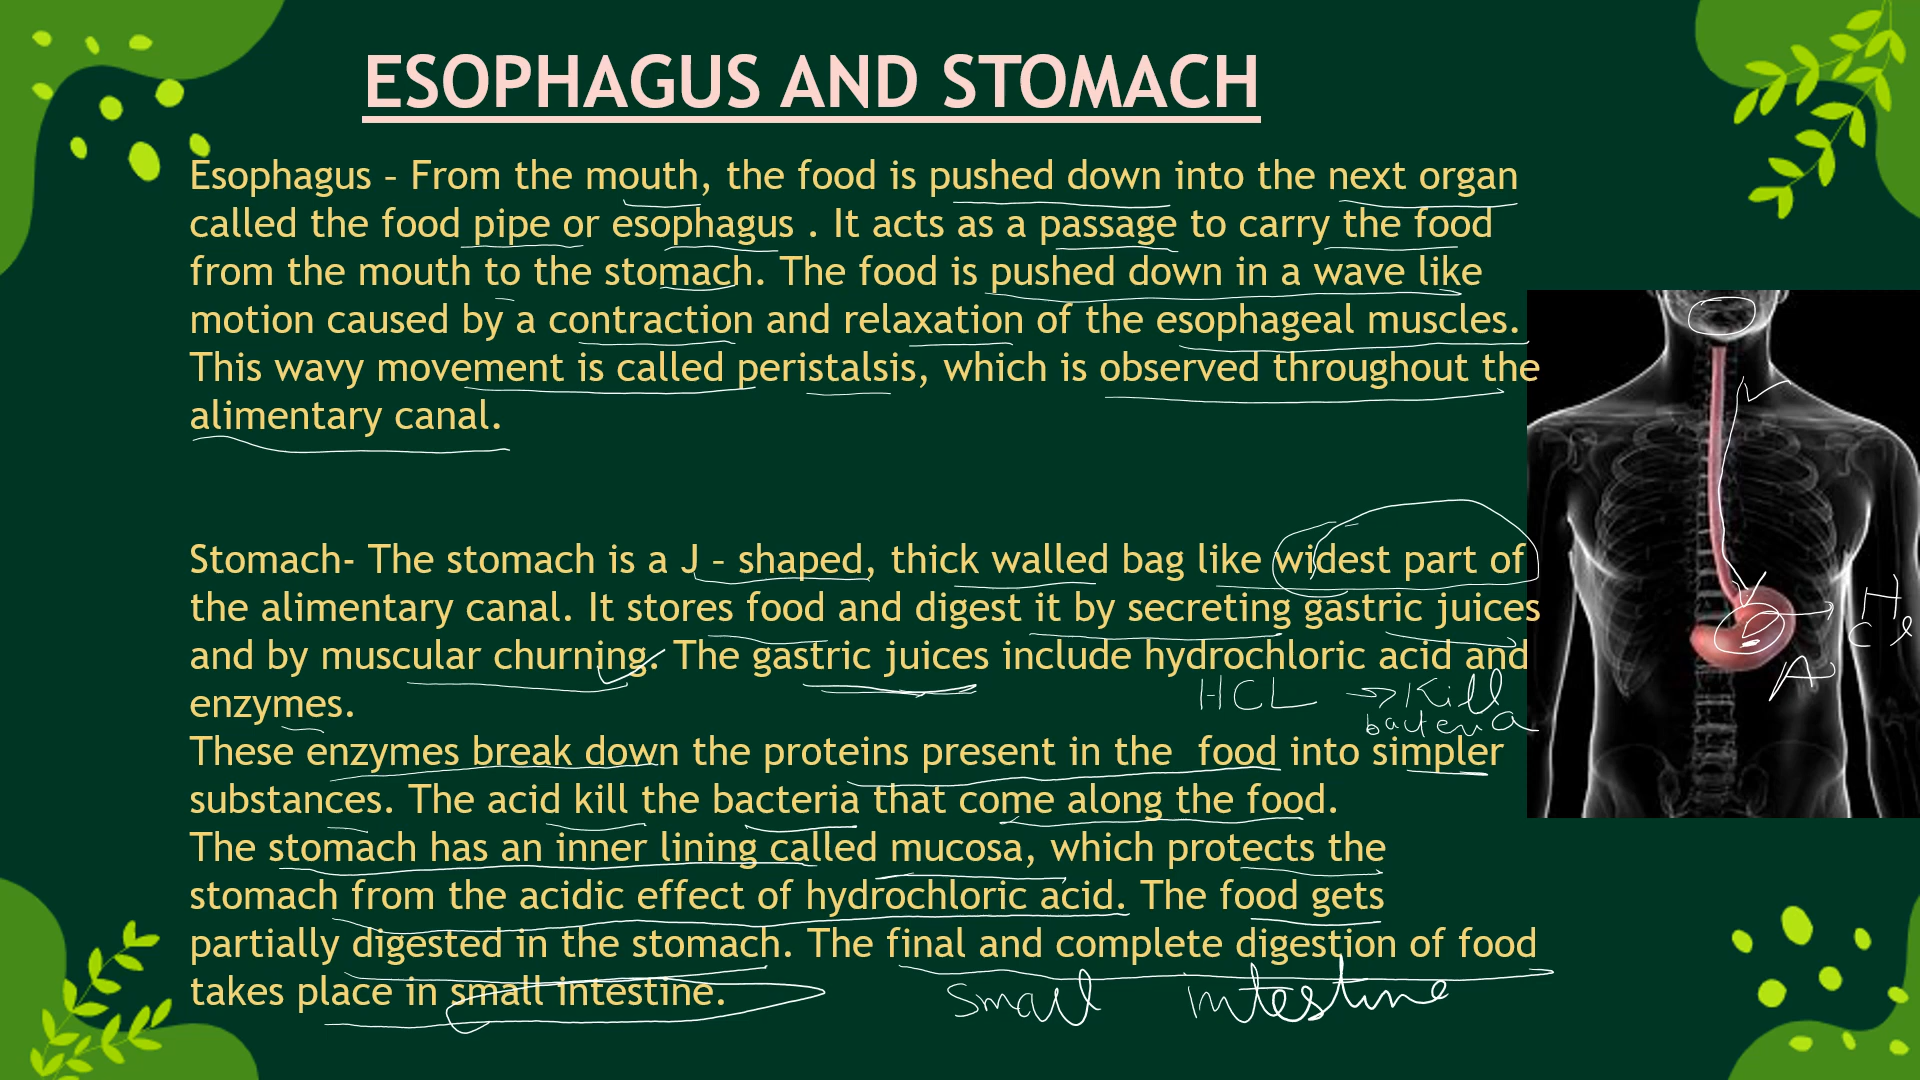 ESOPHAGUS AND STOMACH
Esophagus – From the mouth, the food is pushed down into the next organ
called the food pipe or esophagus . It acts as a passage to carry the food
from the mouth to the stomach. The food is pushed down in a wave like
motion caused by a contraction and relaxation of the esophageal muscles.
This wavy movement is called peristalsis, which is observed throughout the
alimentary canal.
Stomach- The stomach is a J – shaped, thick walled bag like widest part of
the alimentary canal. It stores food and digest it by secreting gastric juices
and by muscular churning. The gastric juices include hydrochloric acid and
enzymes.
HCL → Kill
bacteria
H
Cl
These enzymes break down the proteins present in the  food into simpler
substances. The acid kill the bacteria that come along the food.
The stomach has an inner lining called mucosa, which protects the
stomach from the acidic effect of hydrochloric acid. The food gets
partially digested in the stomach. The final and complete digestion of food
takes place in small intestine.
Small Intestine